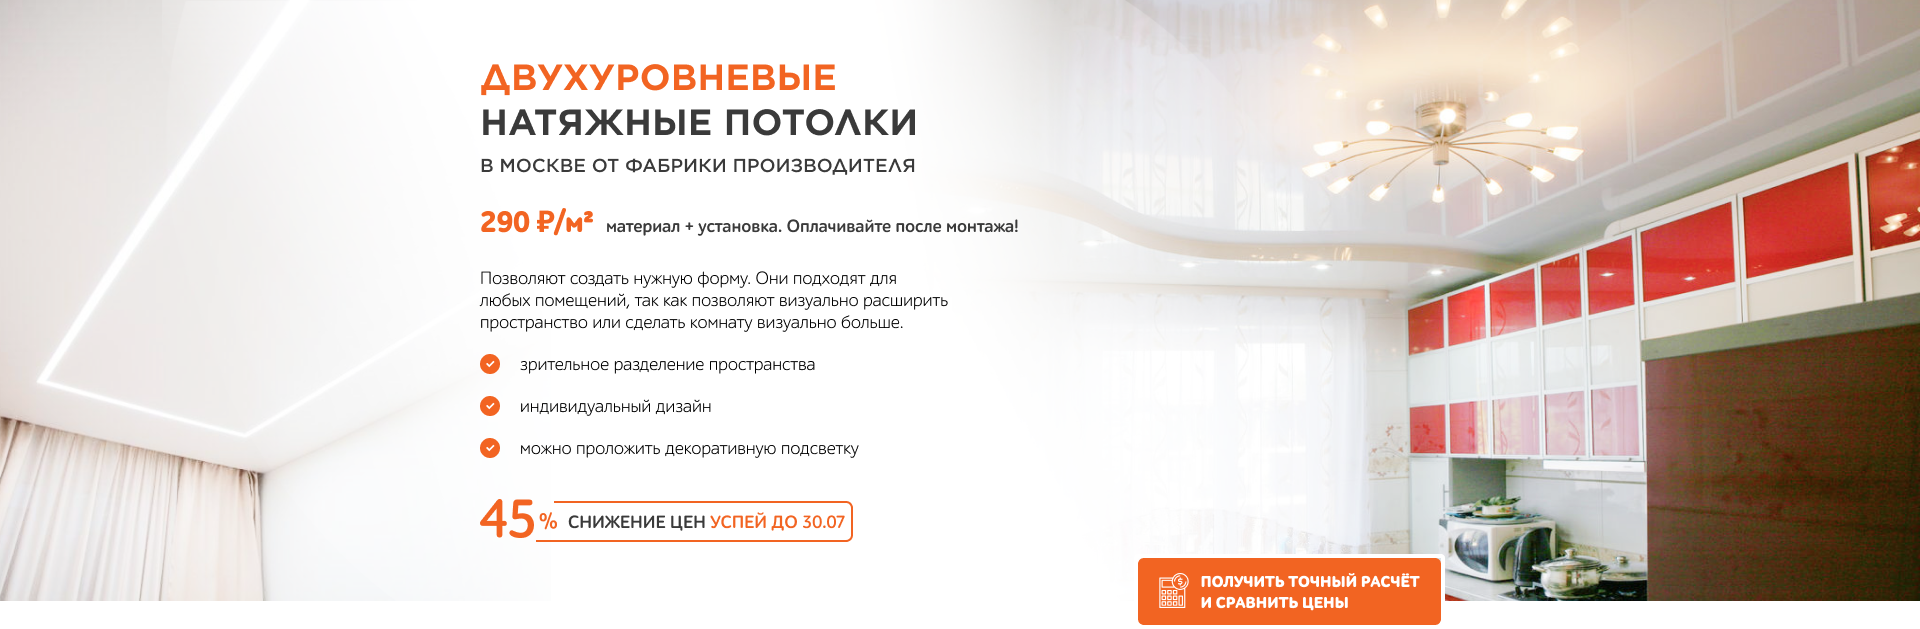 ДВУХУРОВНЕВЫЕ
НАТЯЖНЫЕ ПОТОЛКИ
В МОСКВЕ ОТ ФАБРИКИ ПРОИЗВОДИТЕЛЯ
290 ₽/м² материал + установка. Оплачивайте после монтажа!
Позволяют создать нужную форму. Они подходят для
любых помещений, так как позволяют визуально расширить
пространство или сделать комнату визуально больше.
зрительное разделение пространства
индивидуальный дизайн
можно проложить декоративную подсветку
45% СНИЖЕНИЕ ЦЕН УСПЕЙ ДО 30.07
ПОЛУЧИТЬ ТОЧНЫЙ РАСЧЁТ
И СРАВНИТЬ ЦЕНЫ